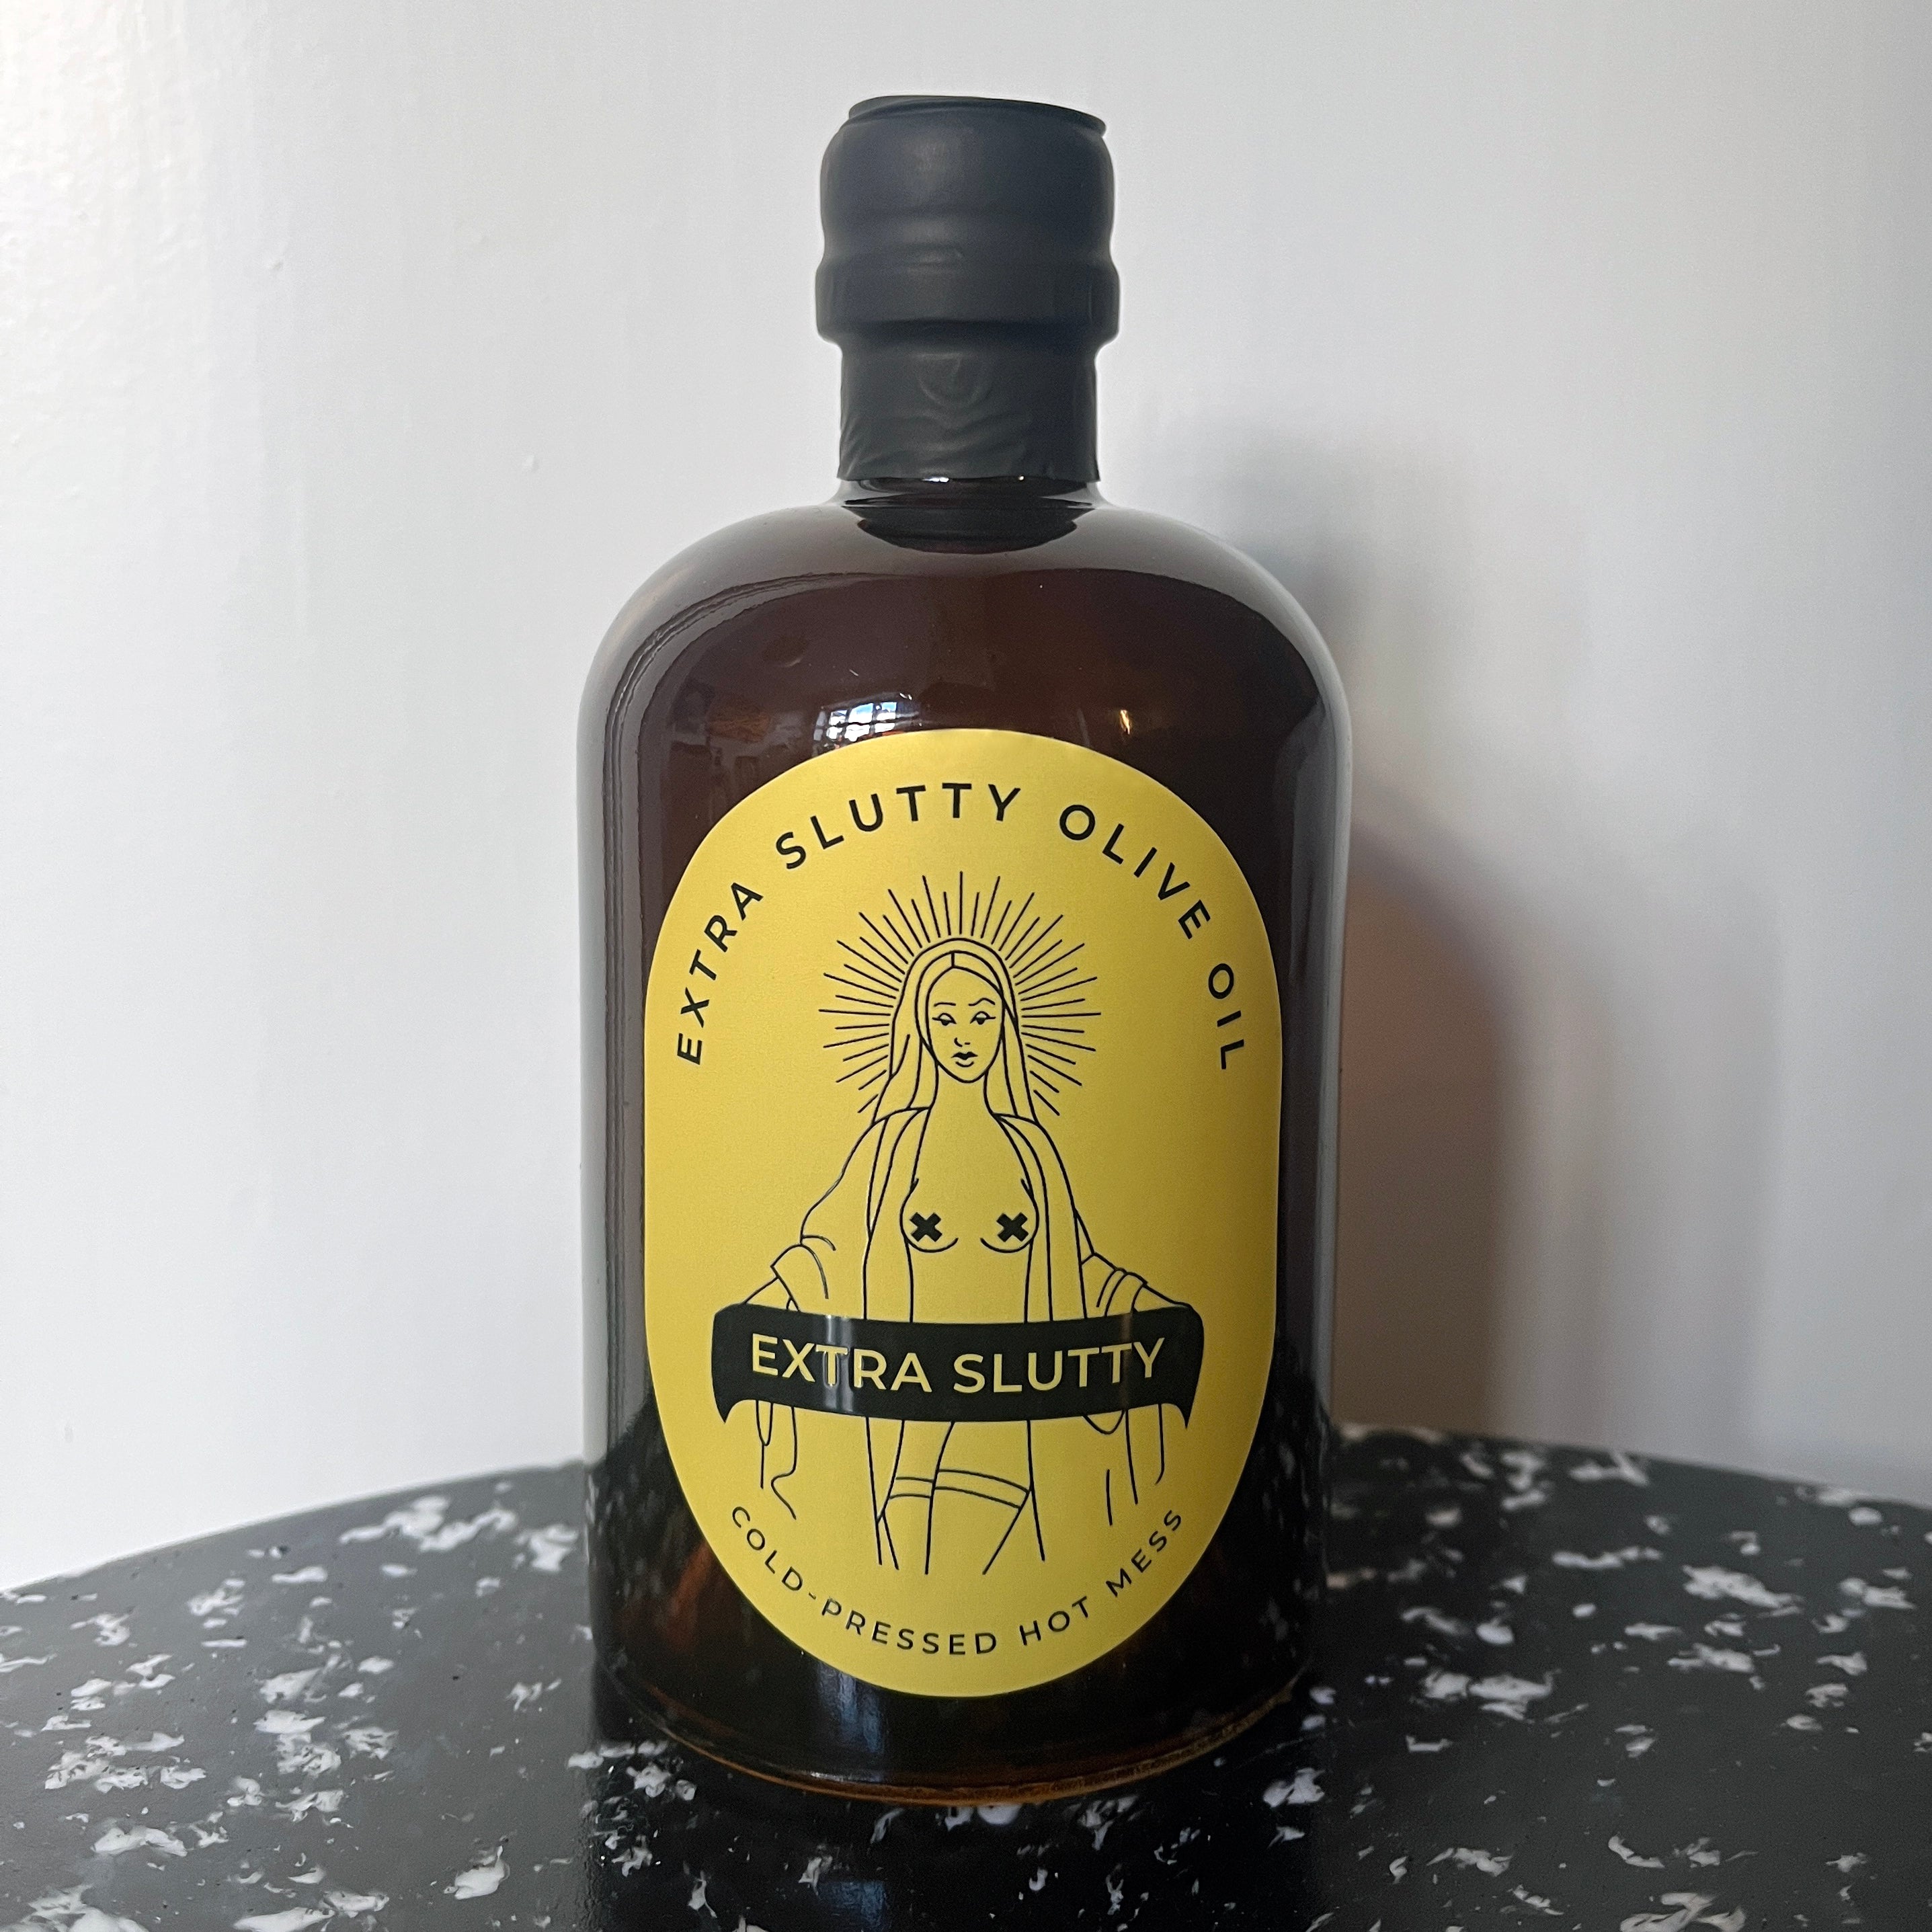 EXTRA SLUTTY OLIVE OIL
EXTRA SLUTTY
COLD-PRESSED HOT MESS